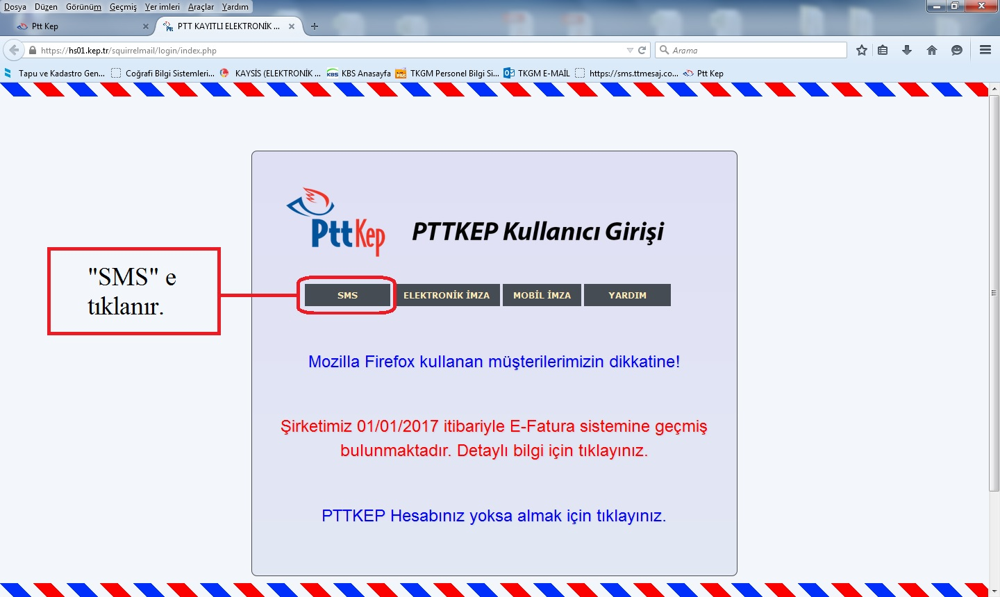 Dosya Düzen Görünüm Geçmiş Yer imleri Araçlar Yardım
Ptt Kep
PTT KAYITLI ELEKTRONİK ...
https://hs01.kep.tr/squirrelmail/login/index.php
Arama
Tapu ve Kadastro Gen... Coğrafi Bilgi Sistemleri... KAYSİS (ELEKTRONİK ... KBS KBS Anasayfa TKGM Personel Bilgi Si... TKGM E-MAİL https://sms.ttmesaj.co... Ptt Kep
PttKep
PTTKEP Kullanıcı Girişi
"SMS" e
tıklanır.
SMS ELEKTRONİK İMZA MOBİL İMZA YARDIM
Mozilla Firefox kullanan müşterilerimizin dikkatine!
Şirketimiz 01/01/2017 itibariyle E-Fatura sistemine geçmiş
bulunmaktadır. Detaylı bilgi için tıklayınız.
PTTKEP Hesabınız yoksa almak için tıklayınız.